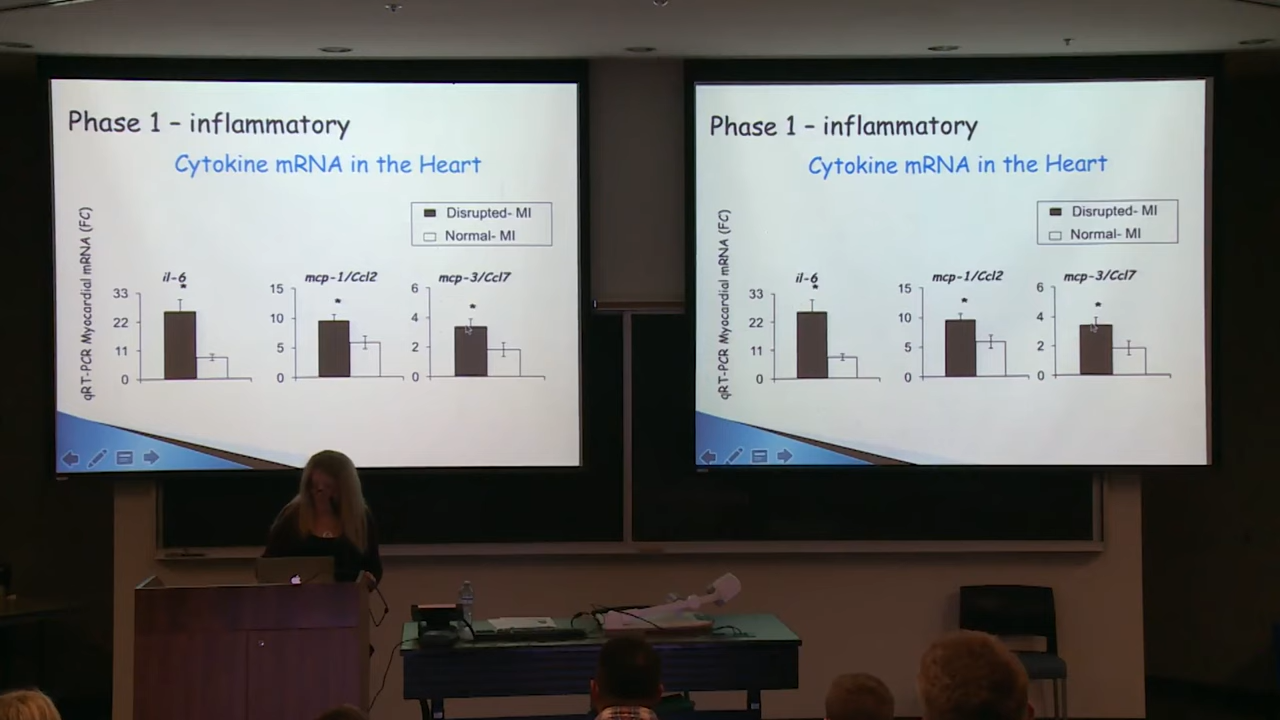 Phase 1 – inflammatory
Cytokine mRNA in the Heart
Disrupted- MI
Normal- MI
qRT-PCR Myocardial mRNA (FC)
il-6
*
33
22
11
0
mcp-1/Ccl2
*
15
10
5
0
mcp-3/Ccl7
*
6
4
2
0
Phase 1 – inflammatory
Cytokine mRNA in the Heart
Disrupted- MI
Normal- MI
qRT-PCR Myocardial mRNA (FC)
il-6
*
33
22
11
0
mcp-1/Ccl2
*
15
10
5
0
mcp-3/Ccl7
*
6
4
2
0